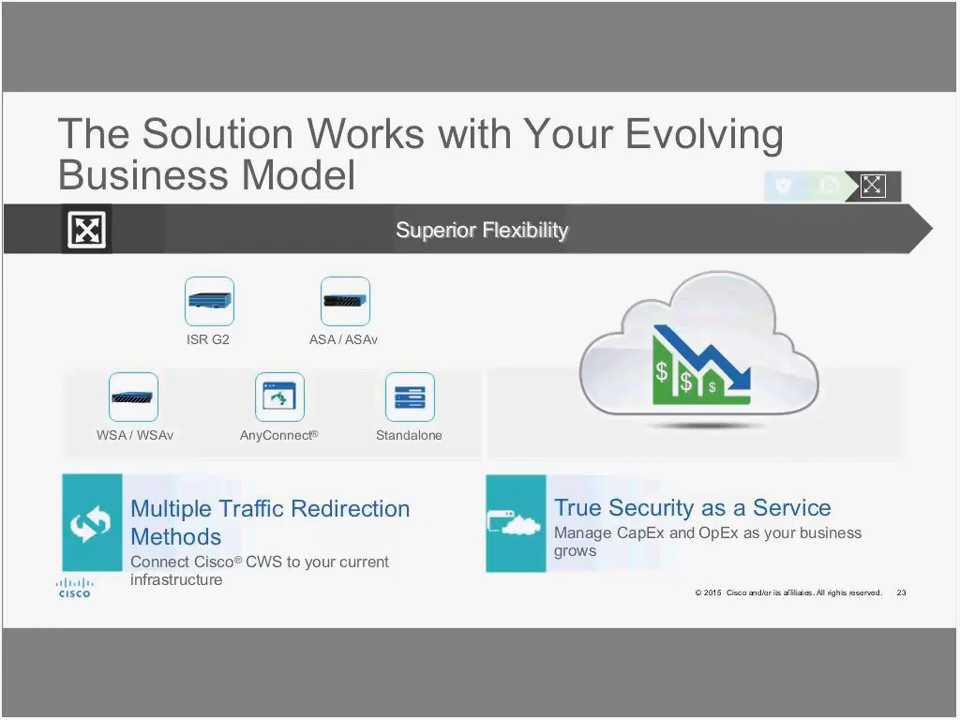 The Solution Works with Your Evolving
Business Model
Superior Flexibility
ISR G2
ASA / ASAv
$ $ $
WSA / WSAv
AnyConnect®
Standalone
Multiple Traffic Redirection
Methods
Connect Cisco® CWS to your current
infrastructure
True Security as a Service
Manage CapEx and OpEx as your business
grows
CISCO
© 2015 Cisco and/or its affiliates. All rights reserved. 23